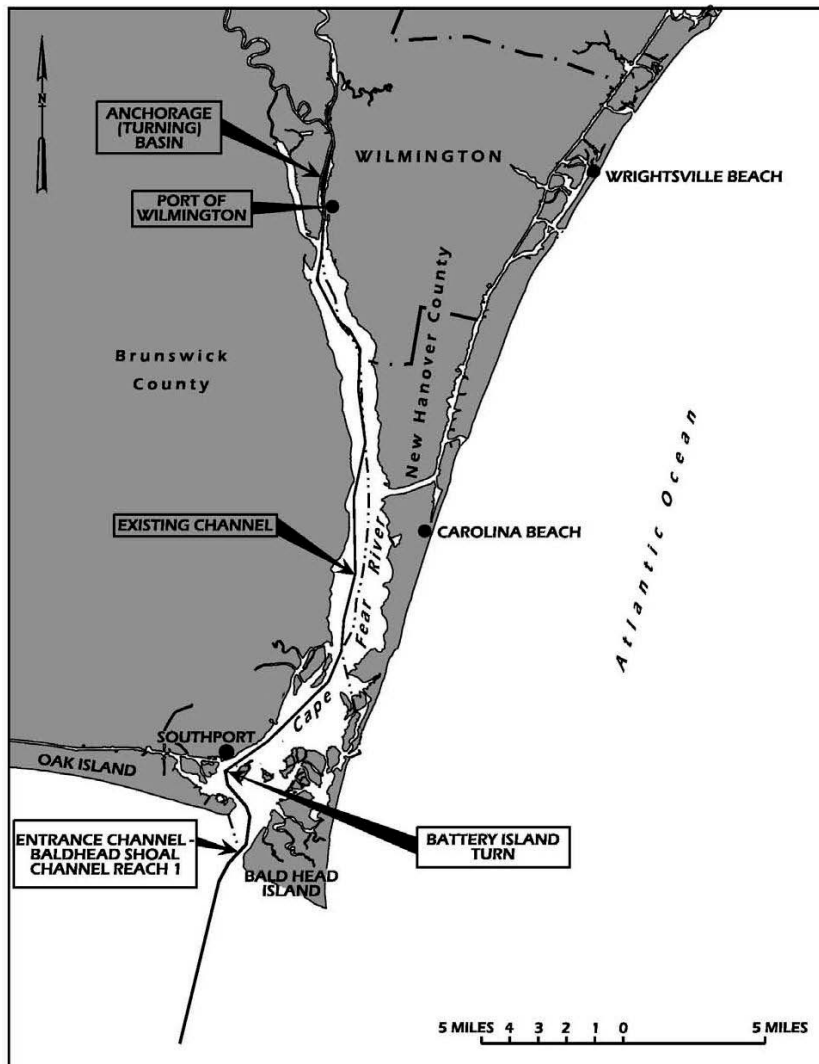 N
ANCHORAGE
(TURNING)
BASIN
WILMINGTON
WRIGHTSVILLE BEACH
PORT OF
WILMINGTON
New Hanover County
Brunswick
County
Atlantic Ocean
EXISTING CHANNEL
CAROLINA BEACH
Cape Fear River
SOUTHPORT
OAK ISLAND
ENTRANCE CHANNEL -
BALDHEAD SHOAL
CHANNEL REACH 1
BATTERY ISLAND
TURN
BALD HEAD
ISLAND
5 MILES 4 3 2 1 0 5 MILES